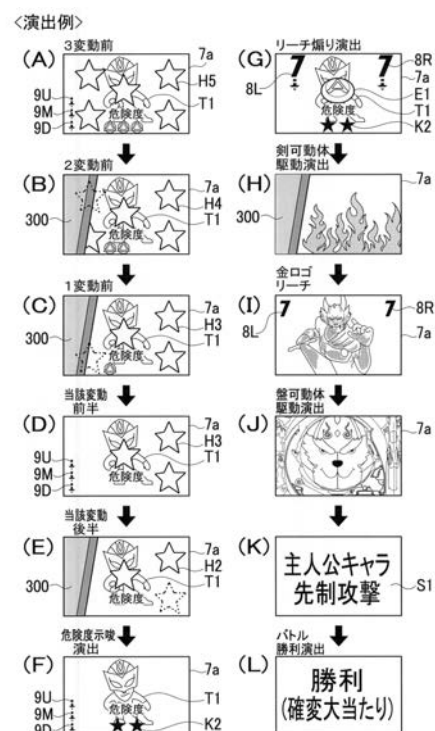 〈演出例〉
(A)
3変動前
7a
H5
T1
9U
9M
9D
危険度
(B)
2変動前
7a
H4
T1
300
危険度
(C)
1変動前
7a
H3
T1
300
危険度
(D)
当該変動
前半
7a
H3
T1
9U
9M
9D
危険度
(E)
当該変動
後半
7a
H2
T1
300
危険度
(F)
危険度示唆
演出
7a
T1
K2
9U
9M
9D
危険度
(G)
リーチ煽り演出
7
7
8R
7a
8L
E1
T1
K2
危険度
(H)
剣可動体
駆動演出
7a
300
(I)
金ロゴ
リーチ
7
7
8R
7a
8L
(J)
盤可動体
駆動演出
7a
(K)
主人公キャラ
先制攻撃
S1
(L)
バトル
勝利演出
勝利
(確変大当たり)